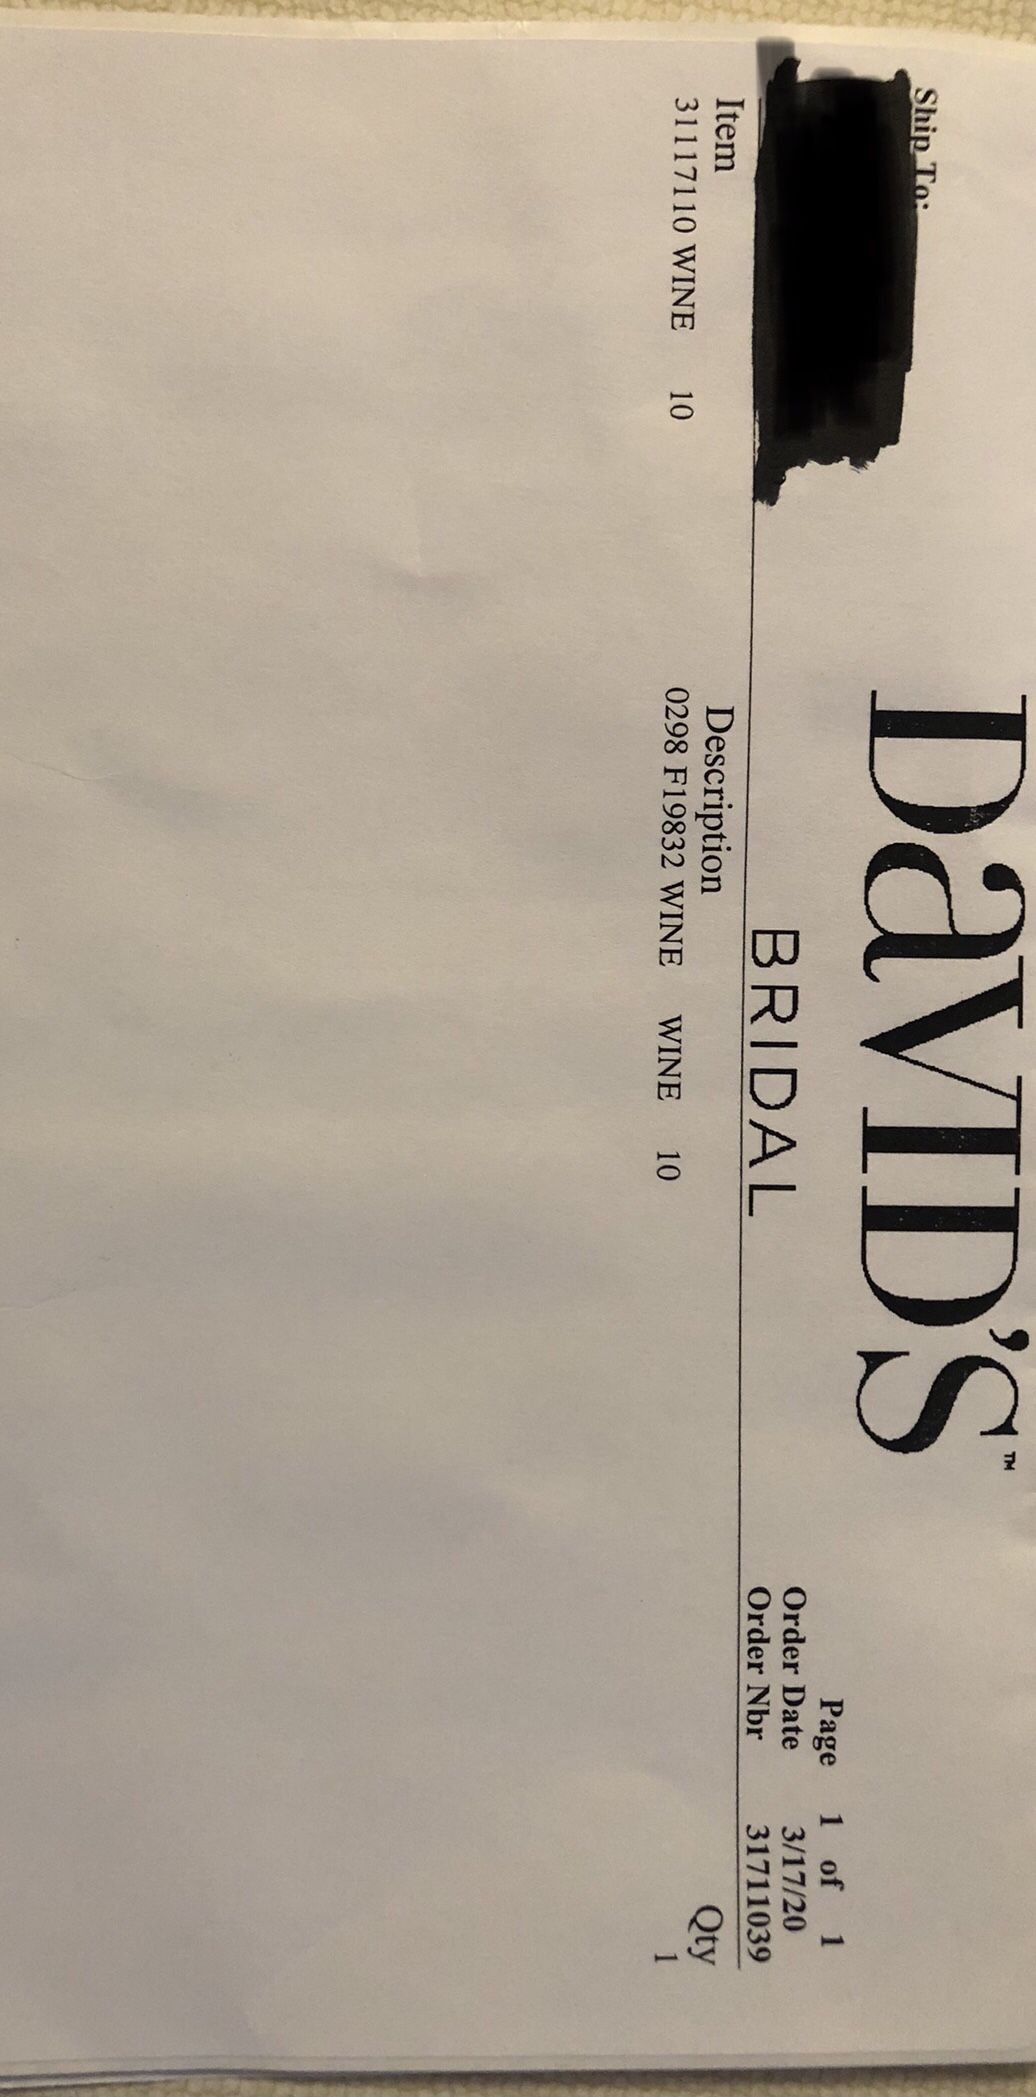 DaVID'S™
BRIDAL
Ship To:
Page 1 of 1
Order Date 3/17/20
Order Nbr 31711039
Item Description Qty
31117110 WINE 10 0298 F19832 WINE WINE 10 1